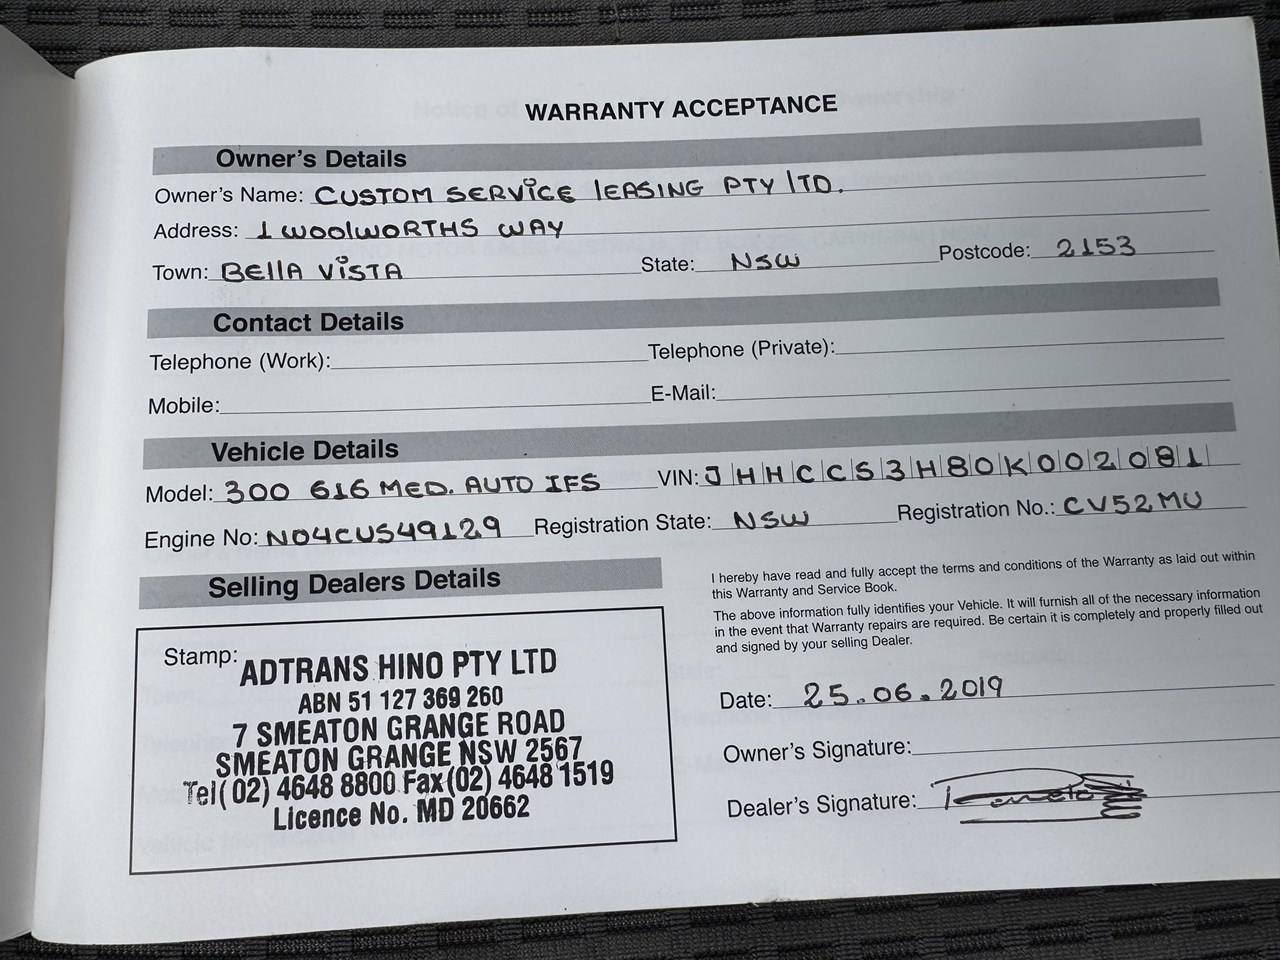 WARRANTY ACCEPTANCE
Owner's Details
Owner's Name: CUSTOM SERVICE LEASING PTY LTD.
Address: 1 WOOLWORTHS WAY
Town: BELLA VISTA State: NSW Postcode: 2153
Contact Details
Telephone (Work): Telephone (Private):
Mobile: E-Mail:
Vehicle Details
Model: 300 616 MED. AUTO IFS VIN: JHHCCS3H80K002081
Engine No: N04CUS49129 Registration State: NSW Registration No.: CV52MU
Selling Dealers Details
Stamp: ADTRANS HINO PTY LTD
ABN 51 127 369 260
7 SMEATON GRANGE ROAD
SMEATON GRANGE NSW 2567
Tel(02) 4648 8800 Fax(02) 4648 1519
Licence No. MD 20662
I hereby have read and fully accept the terms and conditions of the Warranty as laid out within
this Warranty and Service Book.
The above information fully identifies your Vehicle. It will furnish all of the necessary information
in the event that Warranty repairs are required. Be certain it is completely and properly filled out
and signed by your selling Dealer.
Date: 25.06.2019
Owner's Signature:
Dealer's Signature: